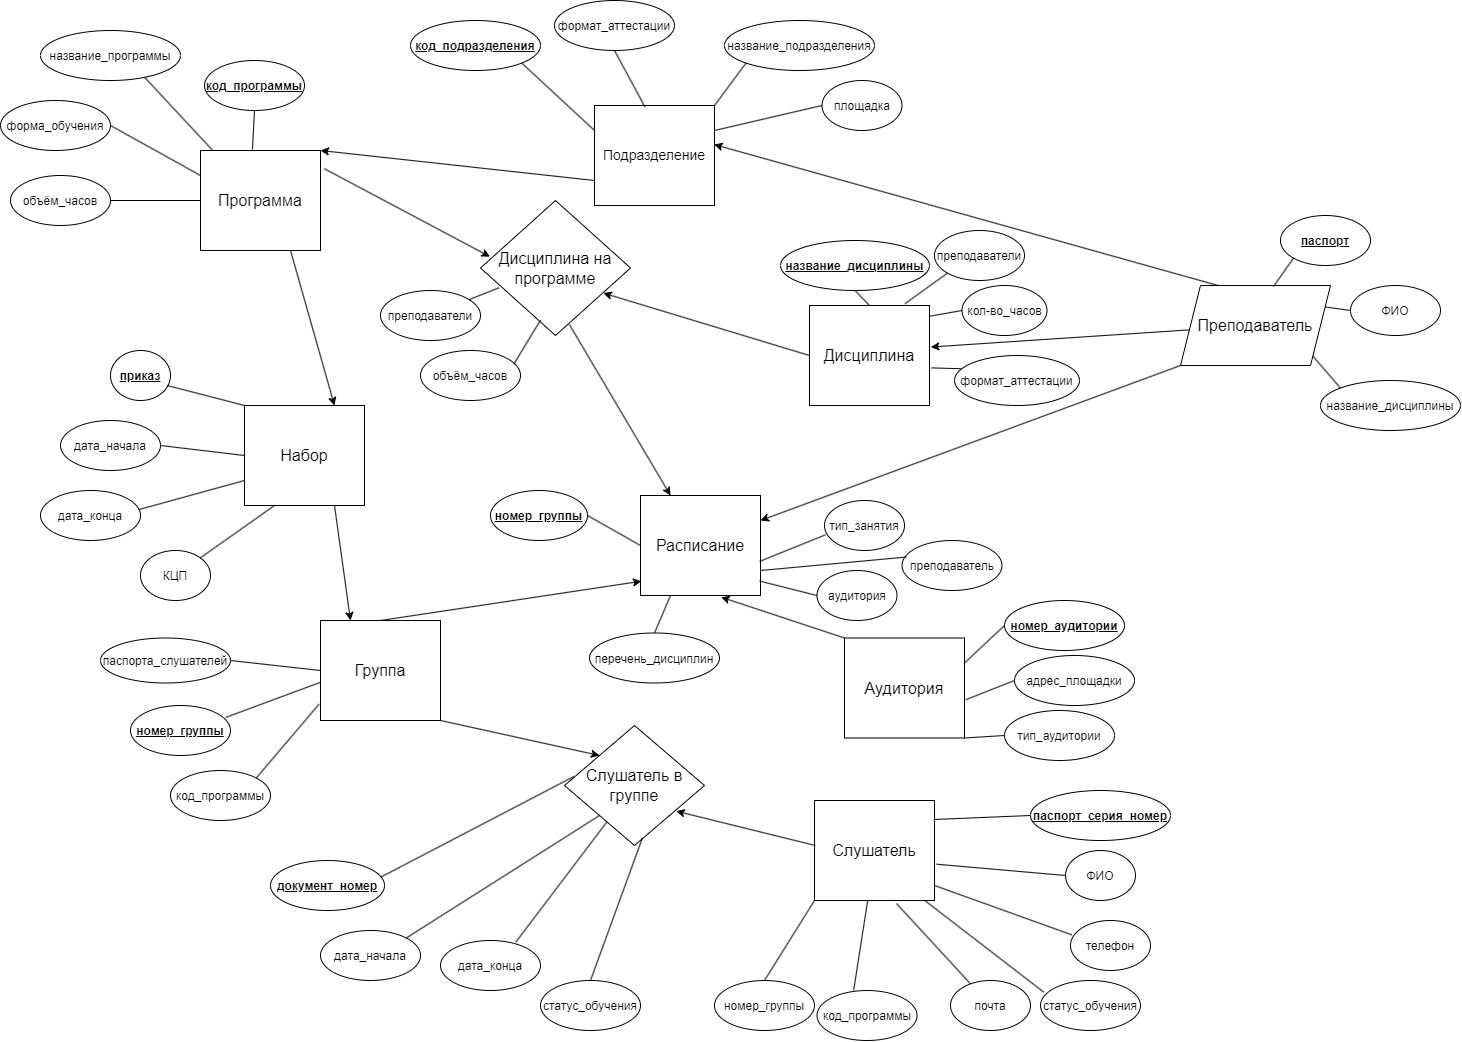 формат_аттестации
код_подразделения
название_подразделения
название_программы
код_программы
площадка
форма_обучения
Подразделение
объём_часов
Программа
паспорт
Дисциплина на
программе
название_дисциплины
преподаватели
преподаватели
кол-во_часов
ФИО
Преподаватель
Дисциплина
объём_часов
приказ
формат_аттестации
название_дисциплины
дата_начала
Набор
дата_конца
номер_группы
тип_занятия
Расписание
КЦП
преподаватель
аудитория
номер_аудитории
паспорта_слушателей
перечень_дисциплин
Группа
Аудитория
адрес_площадки
номер_группы
тип_аудитории
Слушатель в
группе
код_программы
паспорт_серия_номер
Слушатель
ФИО
документ_номер
телефон
дата_начала
дата_конца
статус_обучения
номер_группы
код_программы
почта
статус_обучения